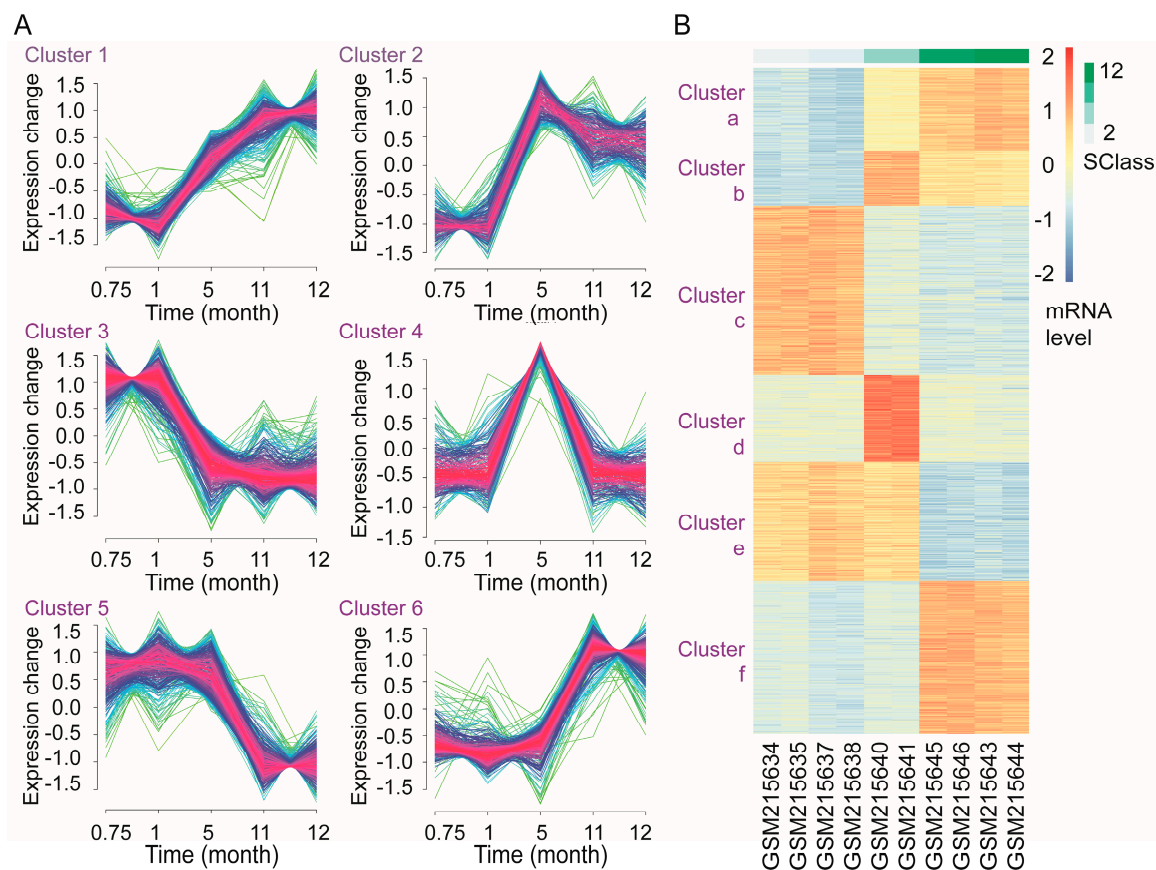 A
B
Cluster 1
Expression change
1.5
1.0
0.5
0.0
-0.5
-1.0
-1.5
0.75 1 5 11 12
Time (month)
Cluster 2
Expression change
1.5
1.0
0.5
0.0
-0.5
-1.0
-1.5
0.75 1 5 11 12
Time (month)
Cluster 3
Expression change
1.5
1.0
0.5
0.0
-0.5
-1.0
-1.5
0.75 1 5 11 12
Time (month)
Cluster 4
Expression change
1.5
1.0
0.5
0.0
-0.5
-1.0
-1.5
0.75 1 5 11 12
Time (month)
Cluster 5
Expression change
1.5
1.0
0.5
0.0
-0.5
-1.0
-1.5
0.75 1 5 11 12
Time (month)
Cluster 6
Expression change
1.5
1.0
0.5
0.0
-0.5
-1.0
-1.5
0.75 1 5 11 12
Time (month)
Cluster
a
Cluster
b
Cluster
c
Cluster
d
Cluster
e
Cluster
f
2
1
0
-1
-2
mRNA
level
12
2
SClass
GSM215634
GSM215635
GSM215637
GSM215638
GSM215640
GSM215641
GSM215645
GSM215646
GSM215643
GSM215644